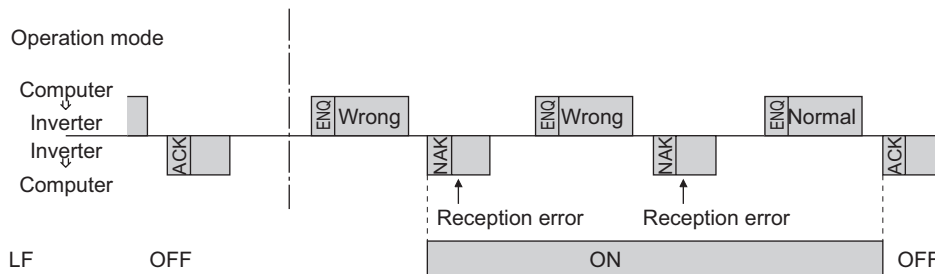 Operation mode
Computer
Inverter
Inverter
Computer
ENQ Wrong
ENQ Wrong
ENQ Normal
ACK
NAK
NAK
ACK
Reception error
Reception error
LF OFF ON OFF